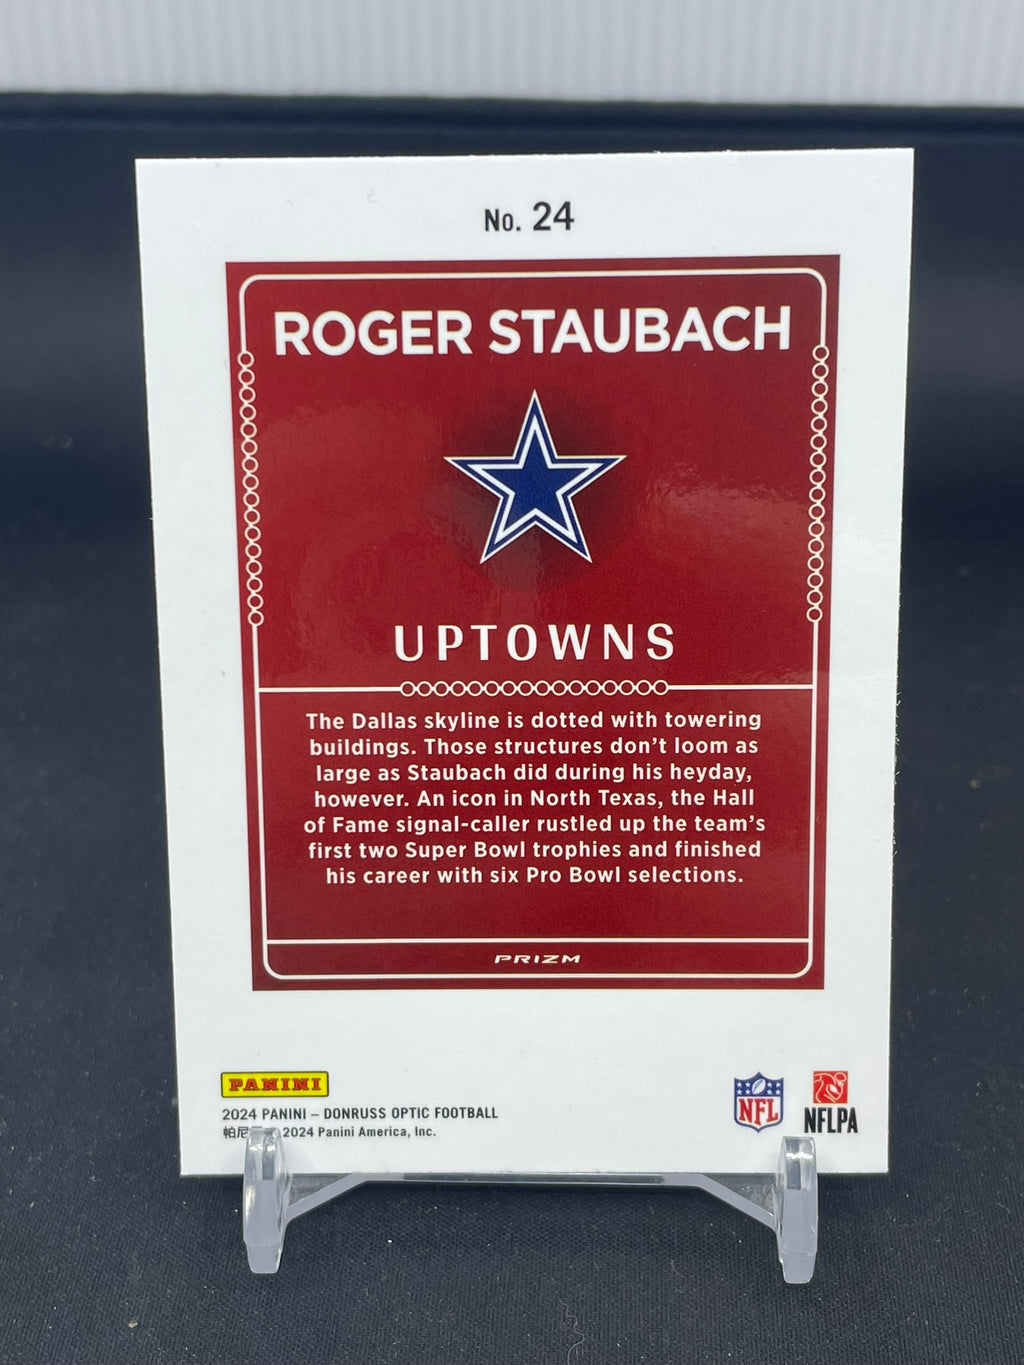 No. 24
ROGER STAUBACH
UPTOWNS
The Dallas skyline is dotted with towering
buildings. Those structures don't loom as
large as Staubach did during his heyday,
however. An icon in North Texas, the Hall
of Fame signal-caller rustled up the team's
first two Super Bowl trophies and finished
his career with six Pro Bowl selections.
PRIZM
PANINI
2024 PANINI – DONRUSS OPTIC FOOTBALL
帕尼 2024 Panini America, Inc.
NFL
NFLPA